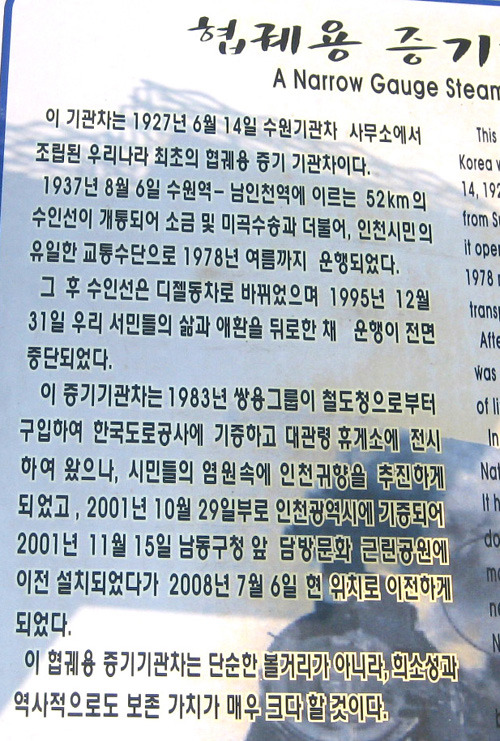 협궤용 증기
A Narrow Gauge Steam
이 기관차는 1927년 6월 14일 수원기관차 사무소에서
조립된 우리나라 최초의 협궤용 증기 기관차이다.
1937년 8월 6일 수원역- 남인천역에 이르는 52km의
수인선이 개통되어 소금 및 미곡수송과 더불어, 인천시민의
유일한 교통수단으로 1978년 여름까지 운행되었다.
그 후 수인선은 디젤동차로 바뀌었으며 1995년 12월
31일 우리 서민들의 삶과 애환을 뒤로한 채 운행이 전면
중단되었다.
이 증기기관차는 1983년 쌍용그룹이 철도청으로부터
구입하여 한국도로공사에 기증하고 대관령 휴게소에 전시
하여 왔으나, 시민들의 염원속에 인천귀향을 추진하게
되었고, 2001년 10월 29일부로 인천광역시에 기증되어
2001년 11월 15일 남동구청 앞 담방문화 근린공원에
이전 설치되었다가 2008년 7월 6일 현 위치로 이전하게
되었다.
이 협궤용 증기기관차는 단순한 볼거리가 아니라, 희소성과
역사적으로도 보존 가치가 매우 크다 할 것이다.
This
Korea
14, 192
from Su
it oper
1978
trans
Afte
was
of li
In
Nat
It h
do